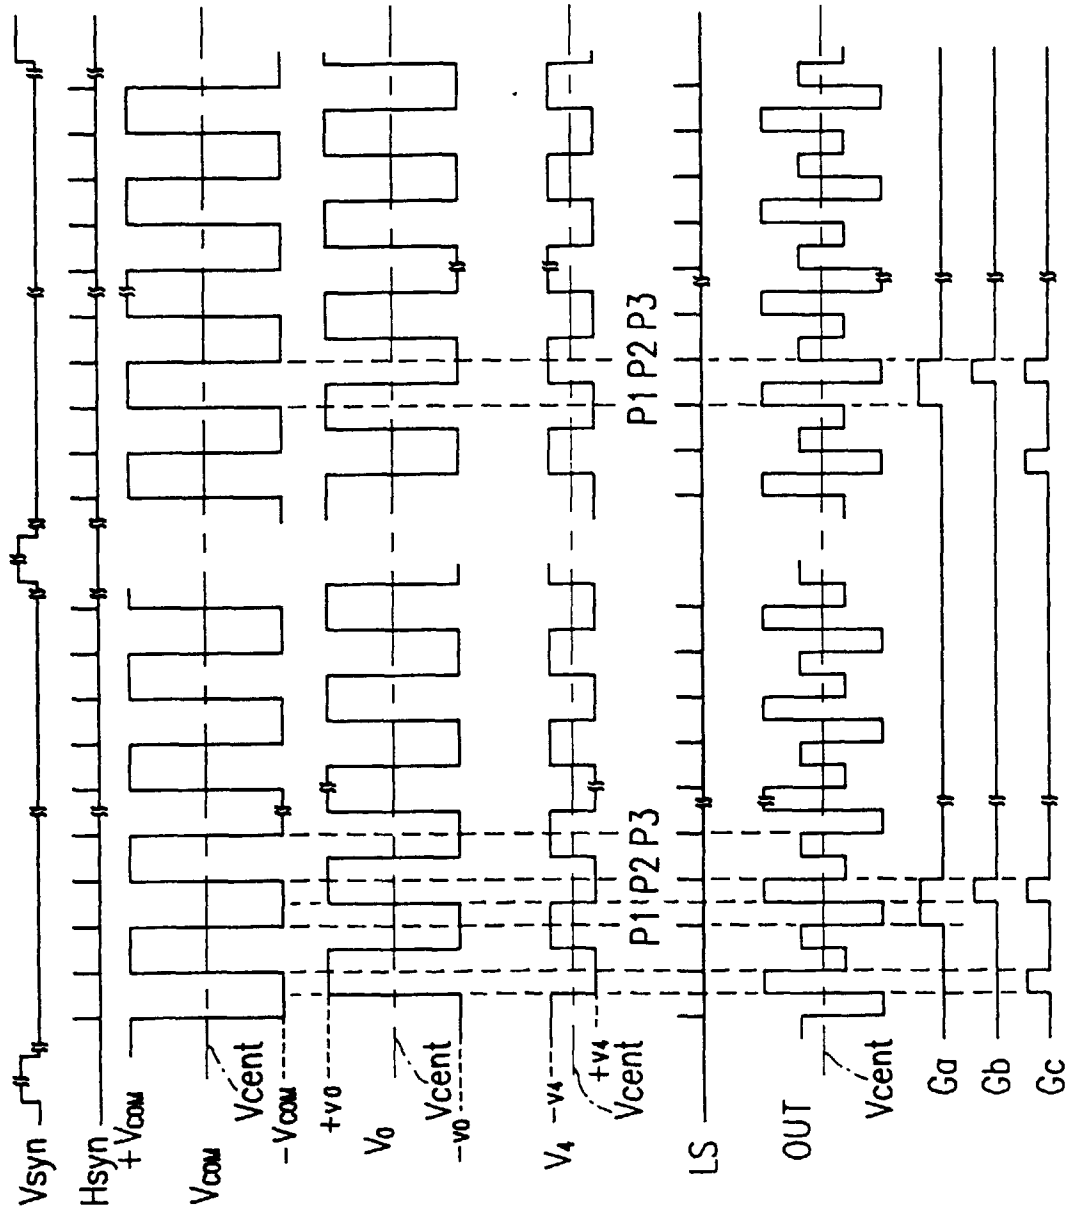 Vsyn
Hsyn
+VCOM
VCOM
Vcent
-VCOM
+v0
V0
Vcent
-v0
V4
-v4
+v4
Vcent
P1 P2 P3
P1 P2 P3
LS
OUT
Vcent
Ga
Gb
Gc